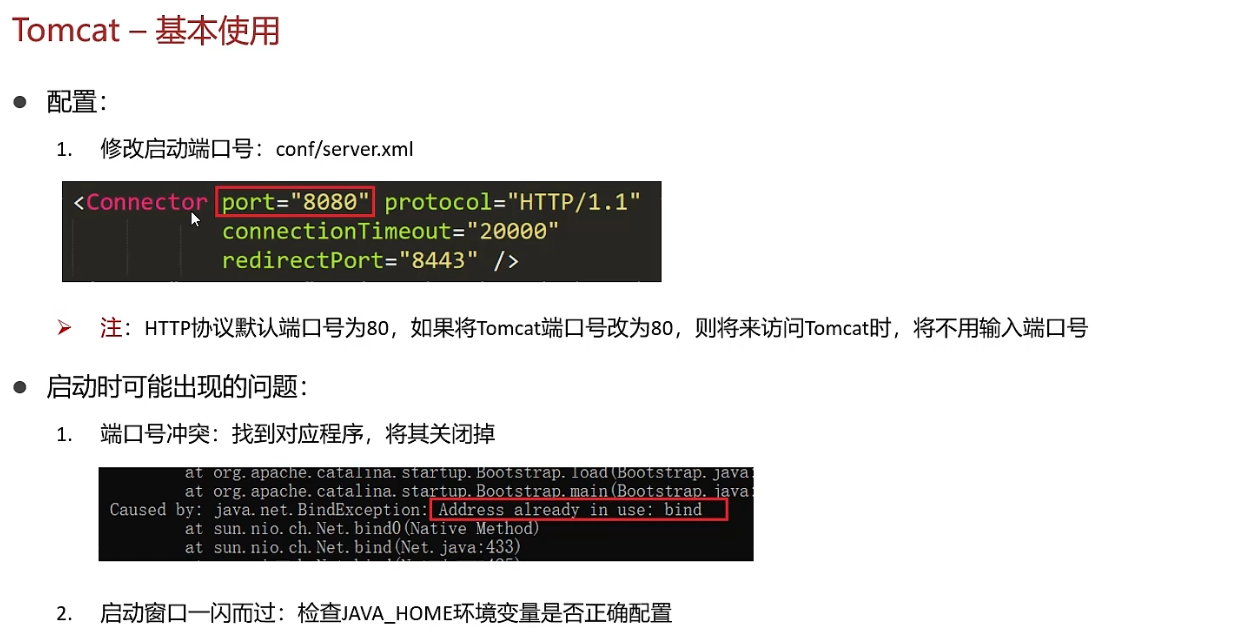 Tomcat – 基本使用
● 配置：
1. 修改启动端口号：conf/server.xml
<Connector port="8080" protocol="HTTP/1.1"
connectionTimeout="20000"
redirectPort="8443" />
➢ 注：HTTP协议默认端口号为80，如果将Tomcat端口号改为80，则将来访问Tomcat时，将不用输入端口号
● 启动时可能出现的问题：
1. 端口号冲突：找到对应程序，将其关闭掉
at org.apache.catalina.startup.Bootstrap.load(Bootstrap.java:
at org.apache.catalina.startup.Bootstrap.main(Bootstrap.java:
Caused by: java.net.BindException: Address already in use: bind
at sun.nio.ch.Net.bind0(Native Method)
at sun.nio.ch.Net.bind(Net.java:433)
2. 启动窗口一闪而过：检查JAVA_HOME环境变量是否正确配置